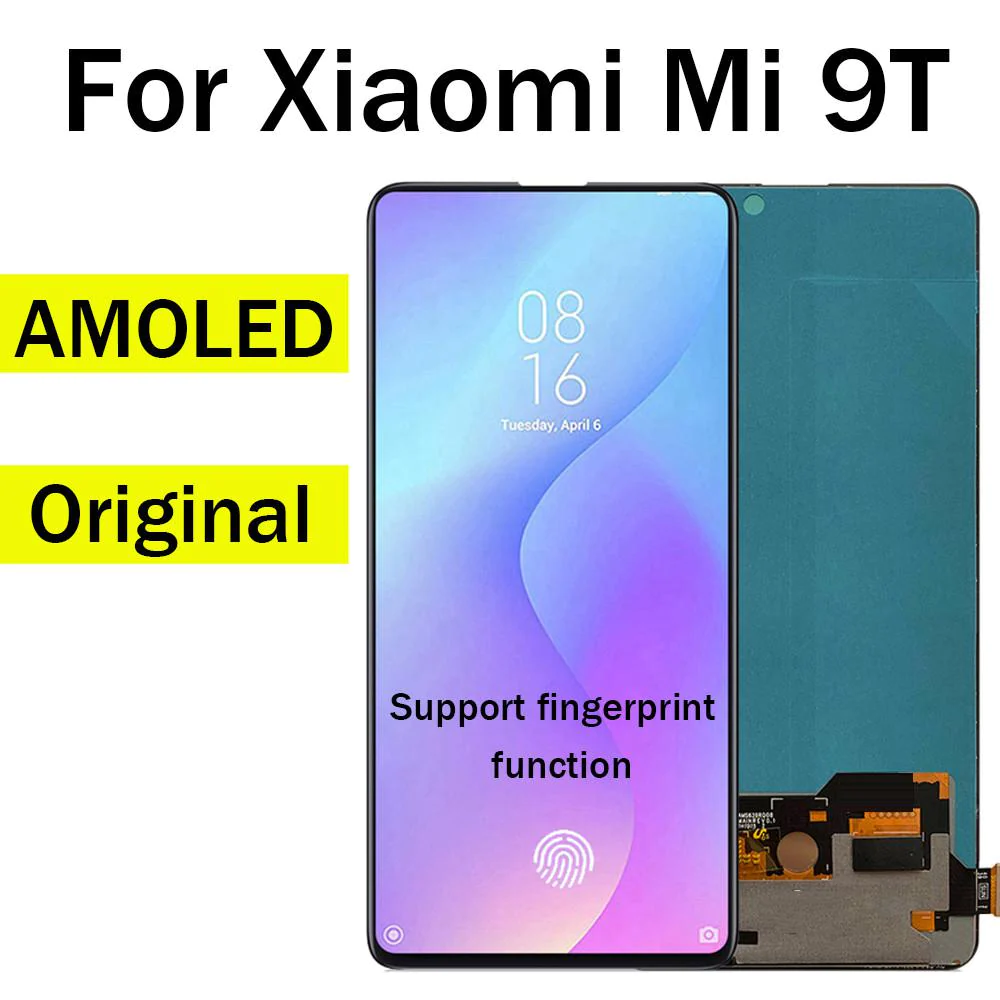 For Xiaomi Mi 9T
AMOLED
Original
08
16
Tuesday, April 6
Support fingerprint
function